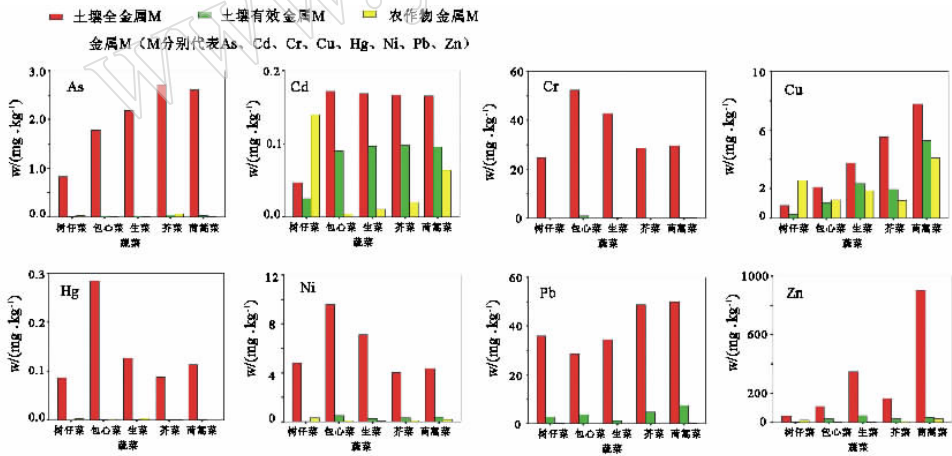 土壤全金属M 土壤有效金属M 农作物金属M
金属M（M分别代表As、Cd、Cr、Cu、Hg、Ni、Pb、Zn）
As
w/(mg·kg⁻¹)
3.0
2.0
1.0
0.0
树仔菜 包心菜 生菜 芥菜 茼蒿菜
蔬菜
Cd
w/(mg·kg⁻¹)
0.2
0.1
0.0
树仔菜 包心菜 生菜 芥菜 茼蒿菜
蔬菜
Cr
w/(mg·kg⁻¹)
60
40
20
0
树仔菜 包心菜 生菜 芥菜 茼蒿菜
蔬菜
Cu
w/(mg·kg⁻¹)
10
6
2
0
树仔菜 包心菜 生菜 芥菜 茼蒿菜
蔬菜
Hg
w/(mg·kg⁻¹)
0.3
0.2
0.1
0.0
树仔菜 包心菜 生菜 芥菜 茼蒿菜
蔬菜
Ni
w/(mg·kg⁻¹)
12
8
4
0
树仔菜 包心菜 生菜 芥菜 茼蒿菜
蔬菜
Pb
w/(mg·kg⁻¹)
60
40
20
0
树仔菜 包心菜 生菜 芥菜 茼蒿菜
蔬菜
Zn
w/(mg·kg⁻¹)
1000
600
200
0
树仔菜 包心菜 生菜 芥菜 茼蒿菜
蔬菜